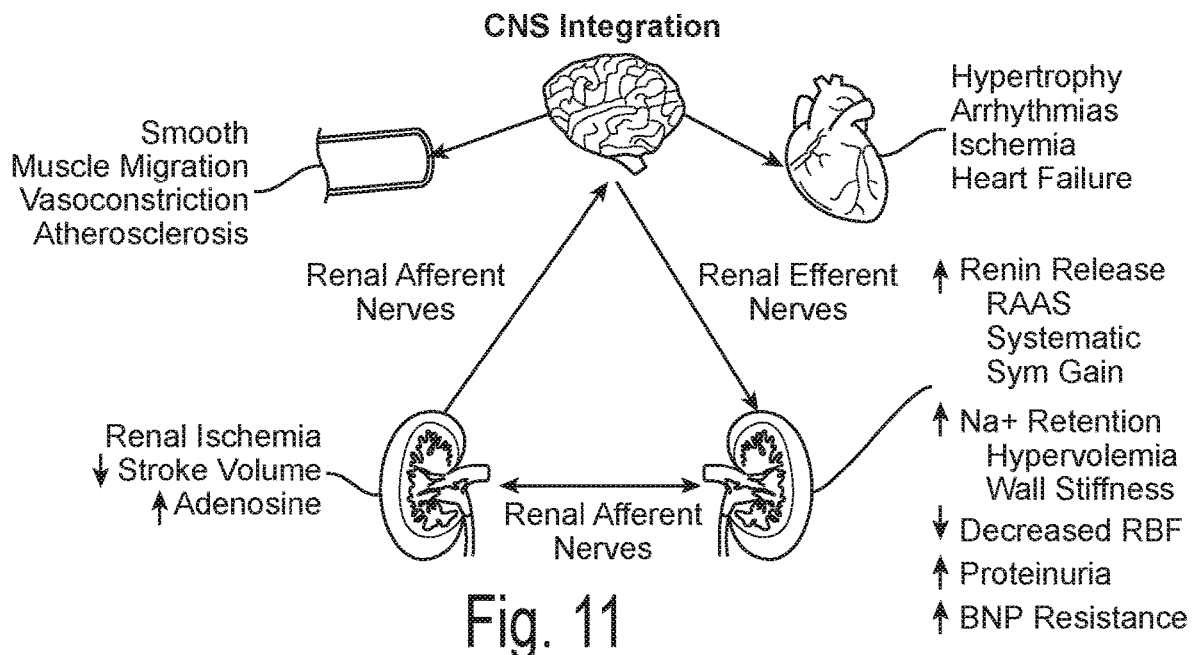 CNS Integration
Smooth
Muscle Migration
Vasoconstriction
Atherosclerosis
Hypertrophy
Arrhythmias
Ischemia
Heart Failure
Renal Afferent
Nerves
Renal Efferent
Nerves
↑ Renin Release
RAAS
Systematic
Sym Gain
↑ Na+ Retention
Hypervolemia
Wall Stiffness
↓ Decreased RBF
↑ Proteinuria
↑ BNP Resistance
Renal Ischemia
↓ Stroke Volume
↑ Adenosine
Renal Afferent
Nerves
Fig. 11